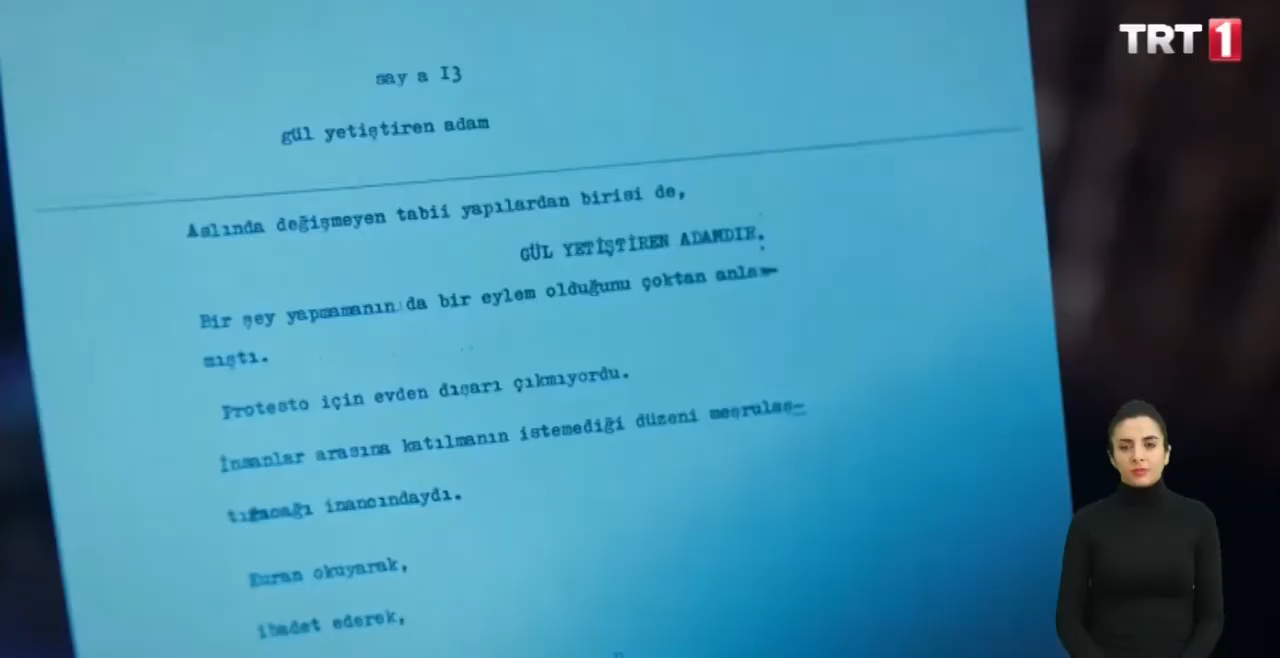 TRT 1
say a I3
gül yetiştiren adam
Aslında değişmeyen tabii yapılardan birisi de,
GÜL YETİŞTİREN ADAMDIR.
Bir şey yapmamanın da bir eylem olduğunu çoktan anla-
mıştı.
Protesto için evden dışarı çıkmıyordu.
İnsanlar arasına katılmanın istemediği düzeni meşrulaş-
tıracağı inancındaydı.
Kuran okuyarak,
ibadet ederek,